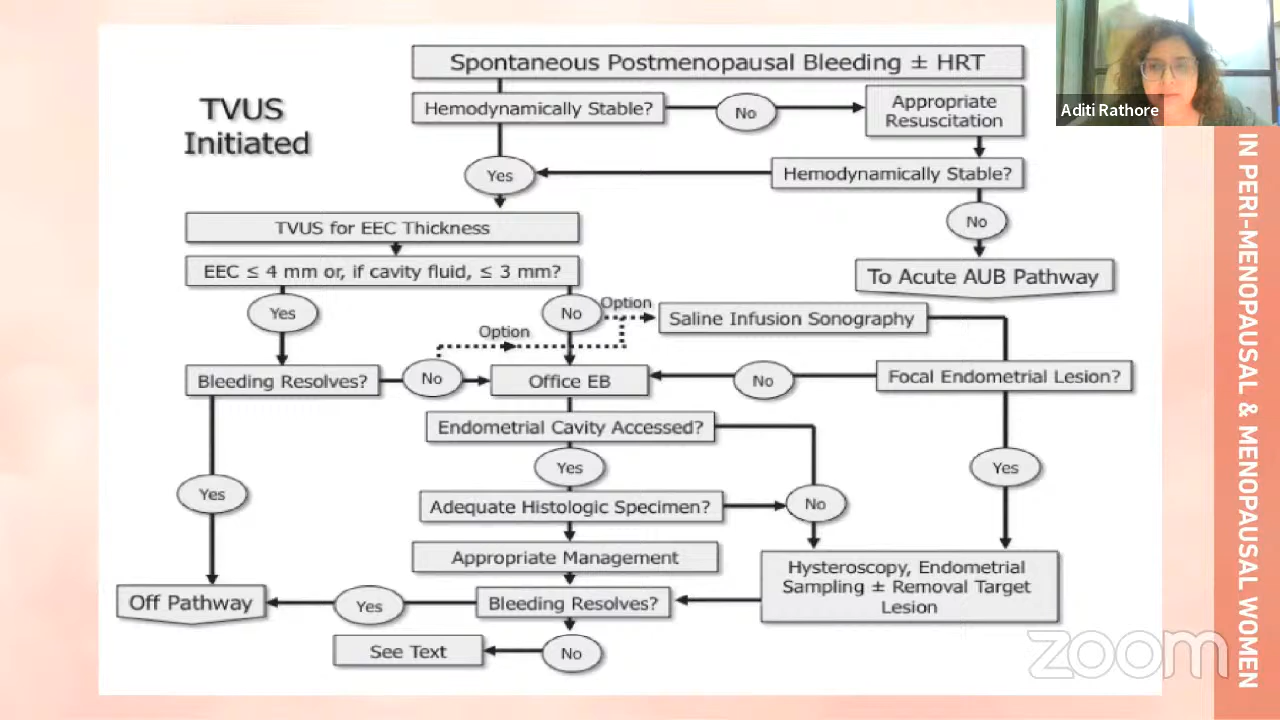 Spontaneous Postmenopausal Bleeding ± HRT
TVUS
Initiated
Hemodynamically Stable?
No
Appropriate
Resuscitation
Aditi Rathore
Yes
Hemodynamically Stable?
No
TVUS for EEC Thickness
EEC ≤ 4 mm or, if cavity fluid, ≤ 3 mm?
To Acute AUB Pathway
Yes
No
Option
Saline Infusion Sonography
Option
Bleeding Resolves?
No
Office EB
No
Focal Endometrial Lesion?
Endometrial Cavity Accessed?
Yes
Yes
Yes
Adequate Histologic Specimen?
No
Appropriate Management
Hysteroscopy, Endometrial
Sampling ± Removal Target
Lesion
Off Pathway
Yes
Bleeding Resolves?
See Text
No
zoom
IN PERI-MENOPAUSAL & MENOPAUSAL WOMEN